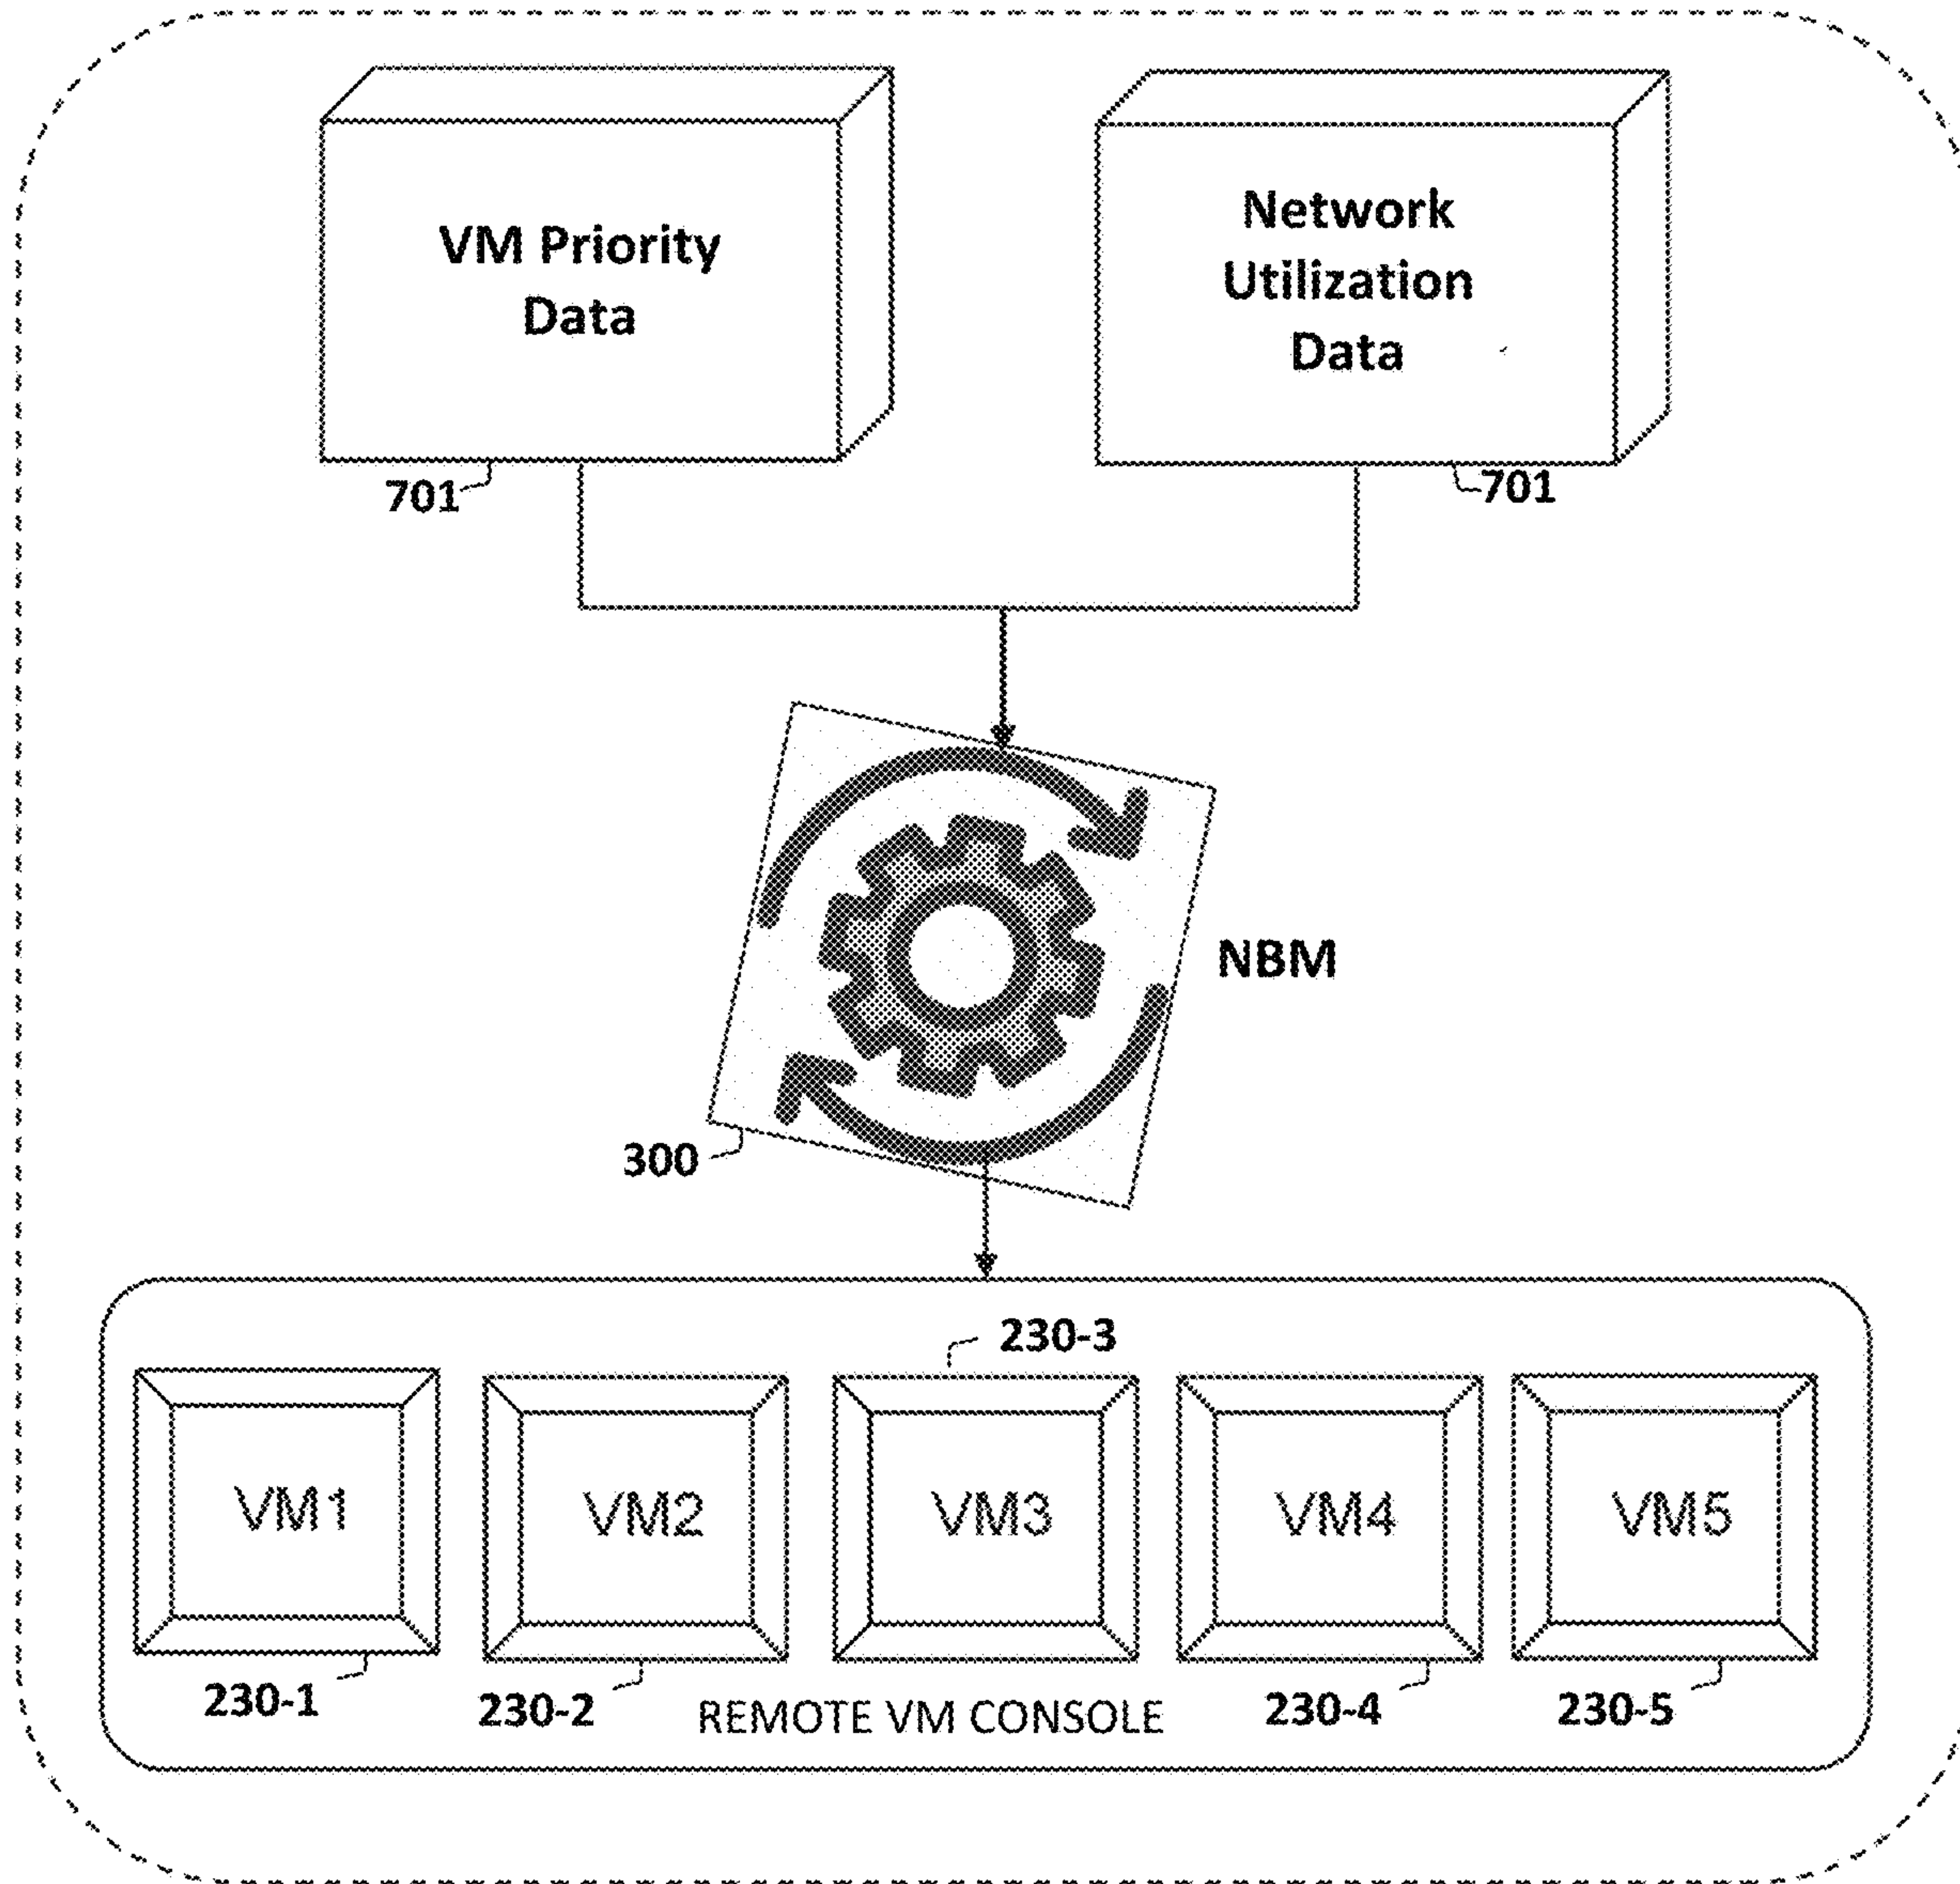 VM Priority
Data
Network
Utilization
Data
701
701
NBM
300
230-3
VM1
VM2
VM3
VM4
VM5
230-1
230-2
REMOTE VM CONSOLE
230-4
230-5